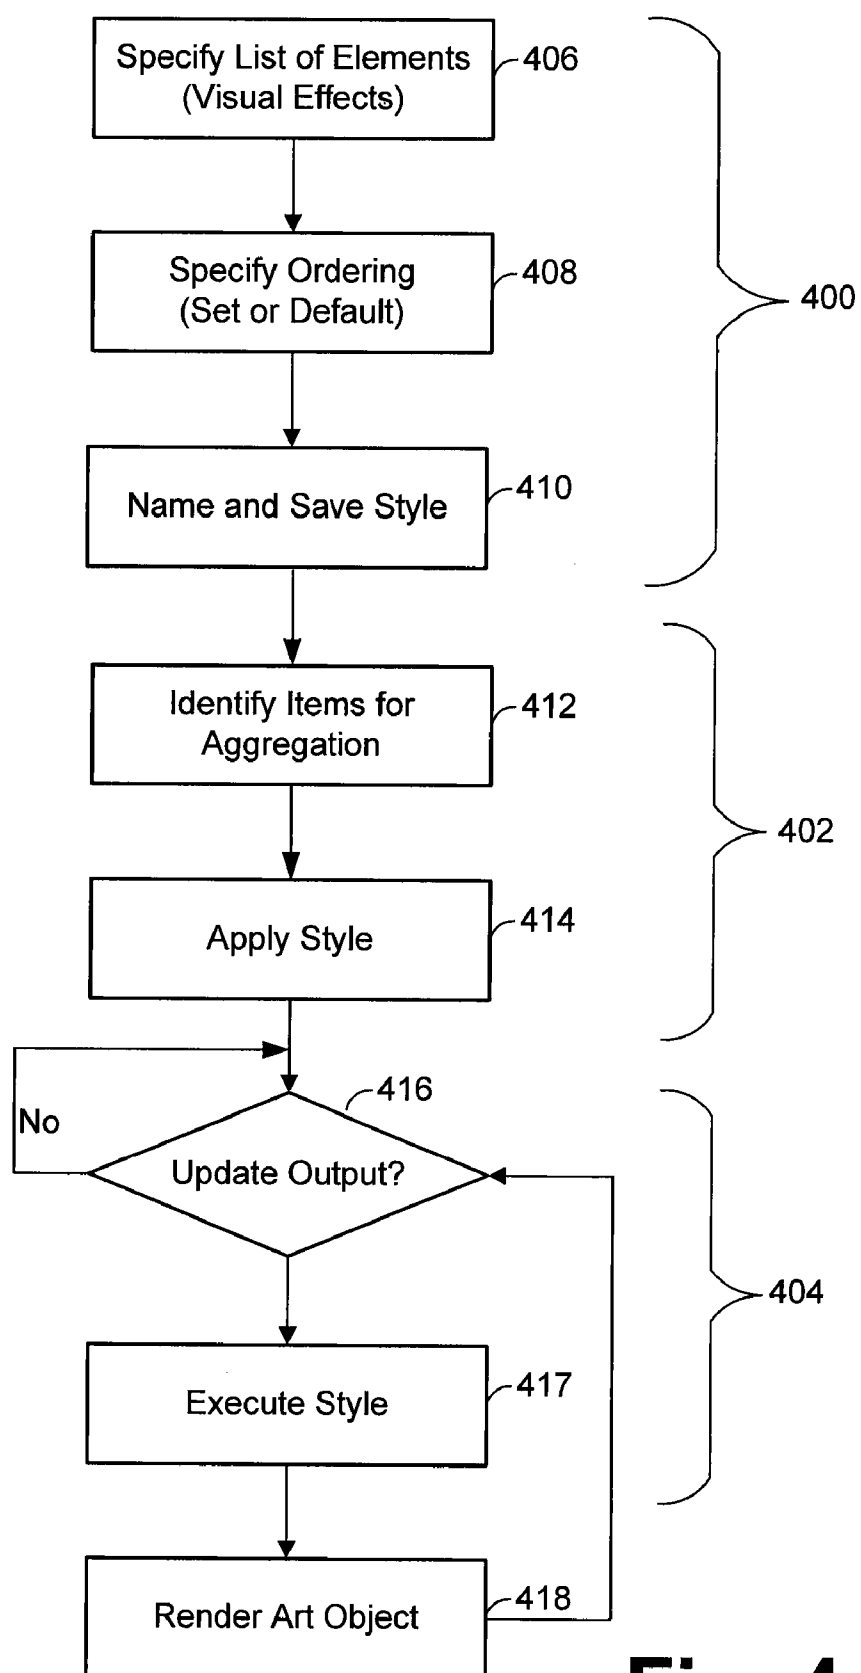 Specify List of Elements
(Visual Effects)
406
Specify Ordering
(Set or Default)
408
400
Name and Save Style
410
Identify Items for
Aggregation
412
402
Apply Style
414
416
No
Update Output?
404
Execute Style
417
Render Art Object
418